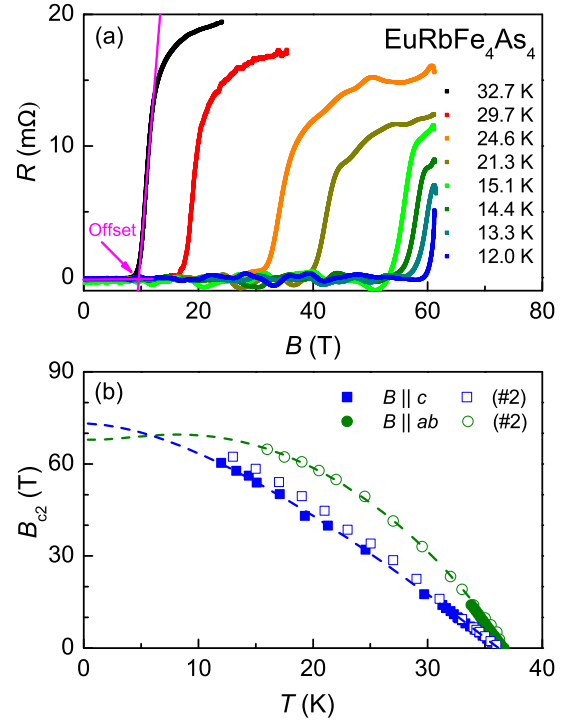 (a) EuRbFe₄As₄
32.7 K
29.7 K
24.6 K
21.3 K
15.1 K
14.4 K
13.3 K
12.0 K
Offset
R (mΩ)
20
10
0
0 20 40 60 80
B (T)
(b)
B || c (#2)
B || ab (#2)
B_c2 (T)
90
60
30
0
0 10 20 30 40
T (K)